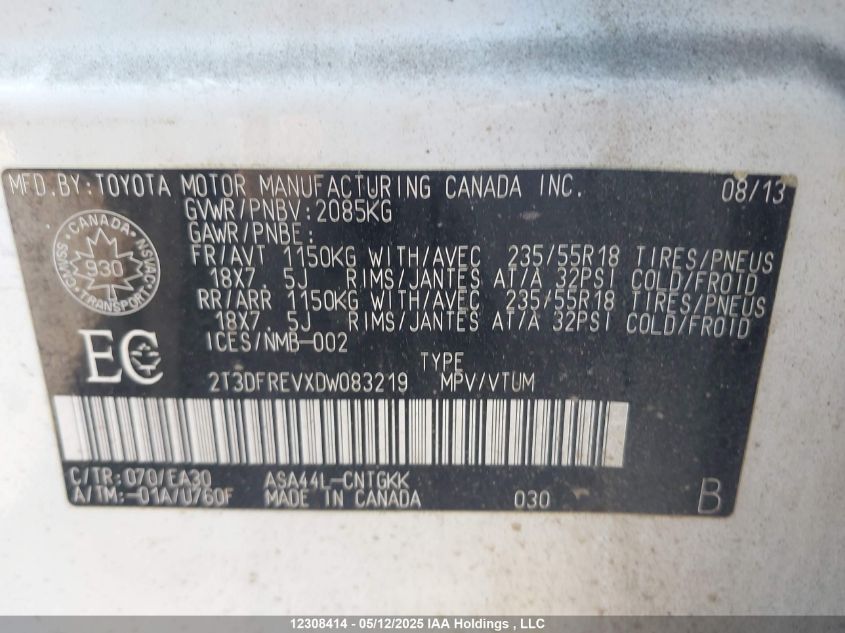 MFD.BY:TOYOTA MOTOR MANUFACTURING CANADA INC. 08/13
GVWR/PNBV:2085KG
GAWR/PNBE:
FR/AVT 1150KG WITH/AVEC 235/55R18 TIRES/PNEUS
18X7.5J RIMS/JANTES AT/A 32PSI COLD/FROID
RR/ARR 1150KG WITH/AVEC 235/55R18 TIRES/PNEUS
18X7.5J RIMS/JANTES AT/A 32PSI COLD/FROID
ICES/NMB-002
CANADA
CMVSS 930 NSVAC
TRANSPORT
EC
TYPE
2T3DFREVXDW083219 MPV/VTUM
C/TR:070/EA30 ASA44L-CNTGKK
A/TM:-01A/U760F MADE IN CANADA 030 B
12308414 - 05/12/2025 IAA Holdings , LLC